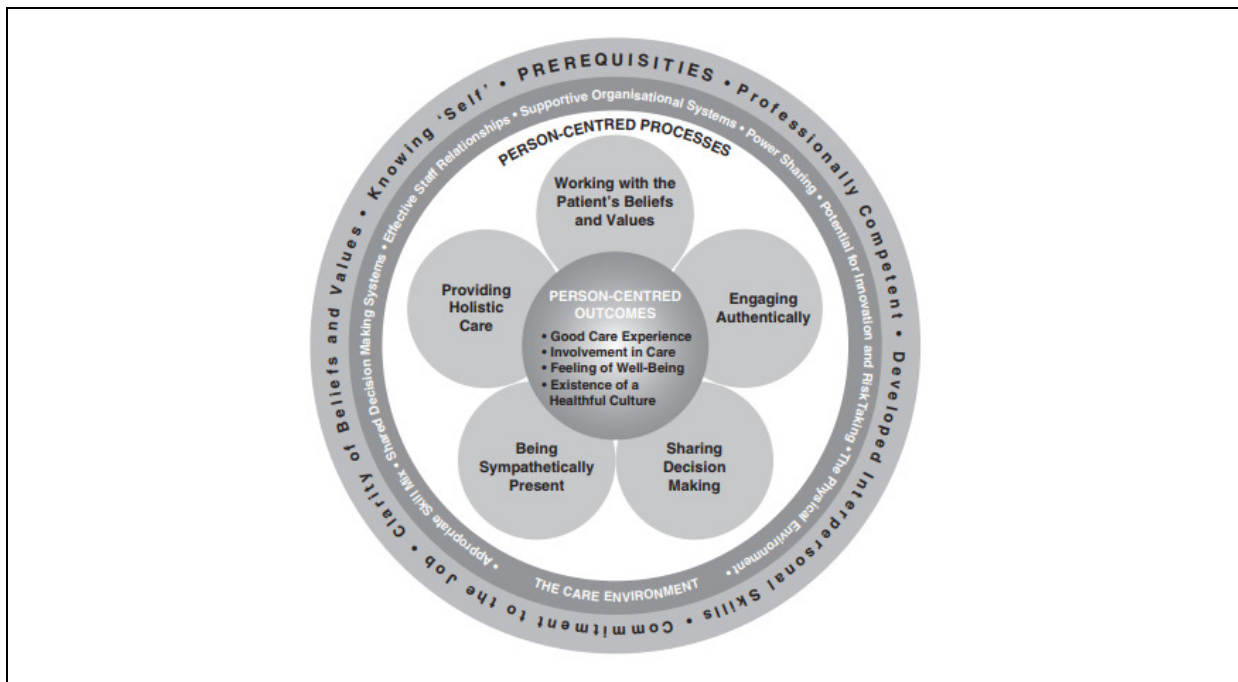 • PREREQUISITIES • Professionally Competent • Developed Interpersonal Skills • Commitment to the Job • Clarity of Beliefs and Values • Knowing ‘Self’
• Appropriate Skill Mix • Shared Decision Making Systems • Effective Staff Relationships • Supportive Organisational Systems • Power Sharing • Potential for Innovation and RiskTaking • The Physical Environment •
THE CARE ENVIRONMENT
PERSON-CENTRED PROCESSES
Working with the
Patient’s Beliefs
and Values
Providing
Holistic
Care
Engaging
Authentically
PERSON-CENTRED
OUTCOMES
• Good Care Experience
• Involvement in Care
• Feeling of Well-Being
• Existence of a
Healthful Culture
Being
Sympathetically
Present
Sharing
Decision
Making